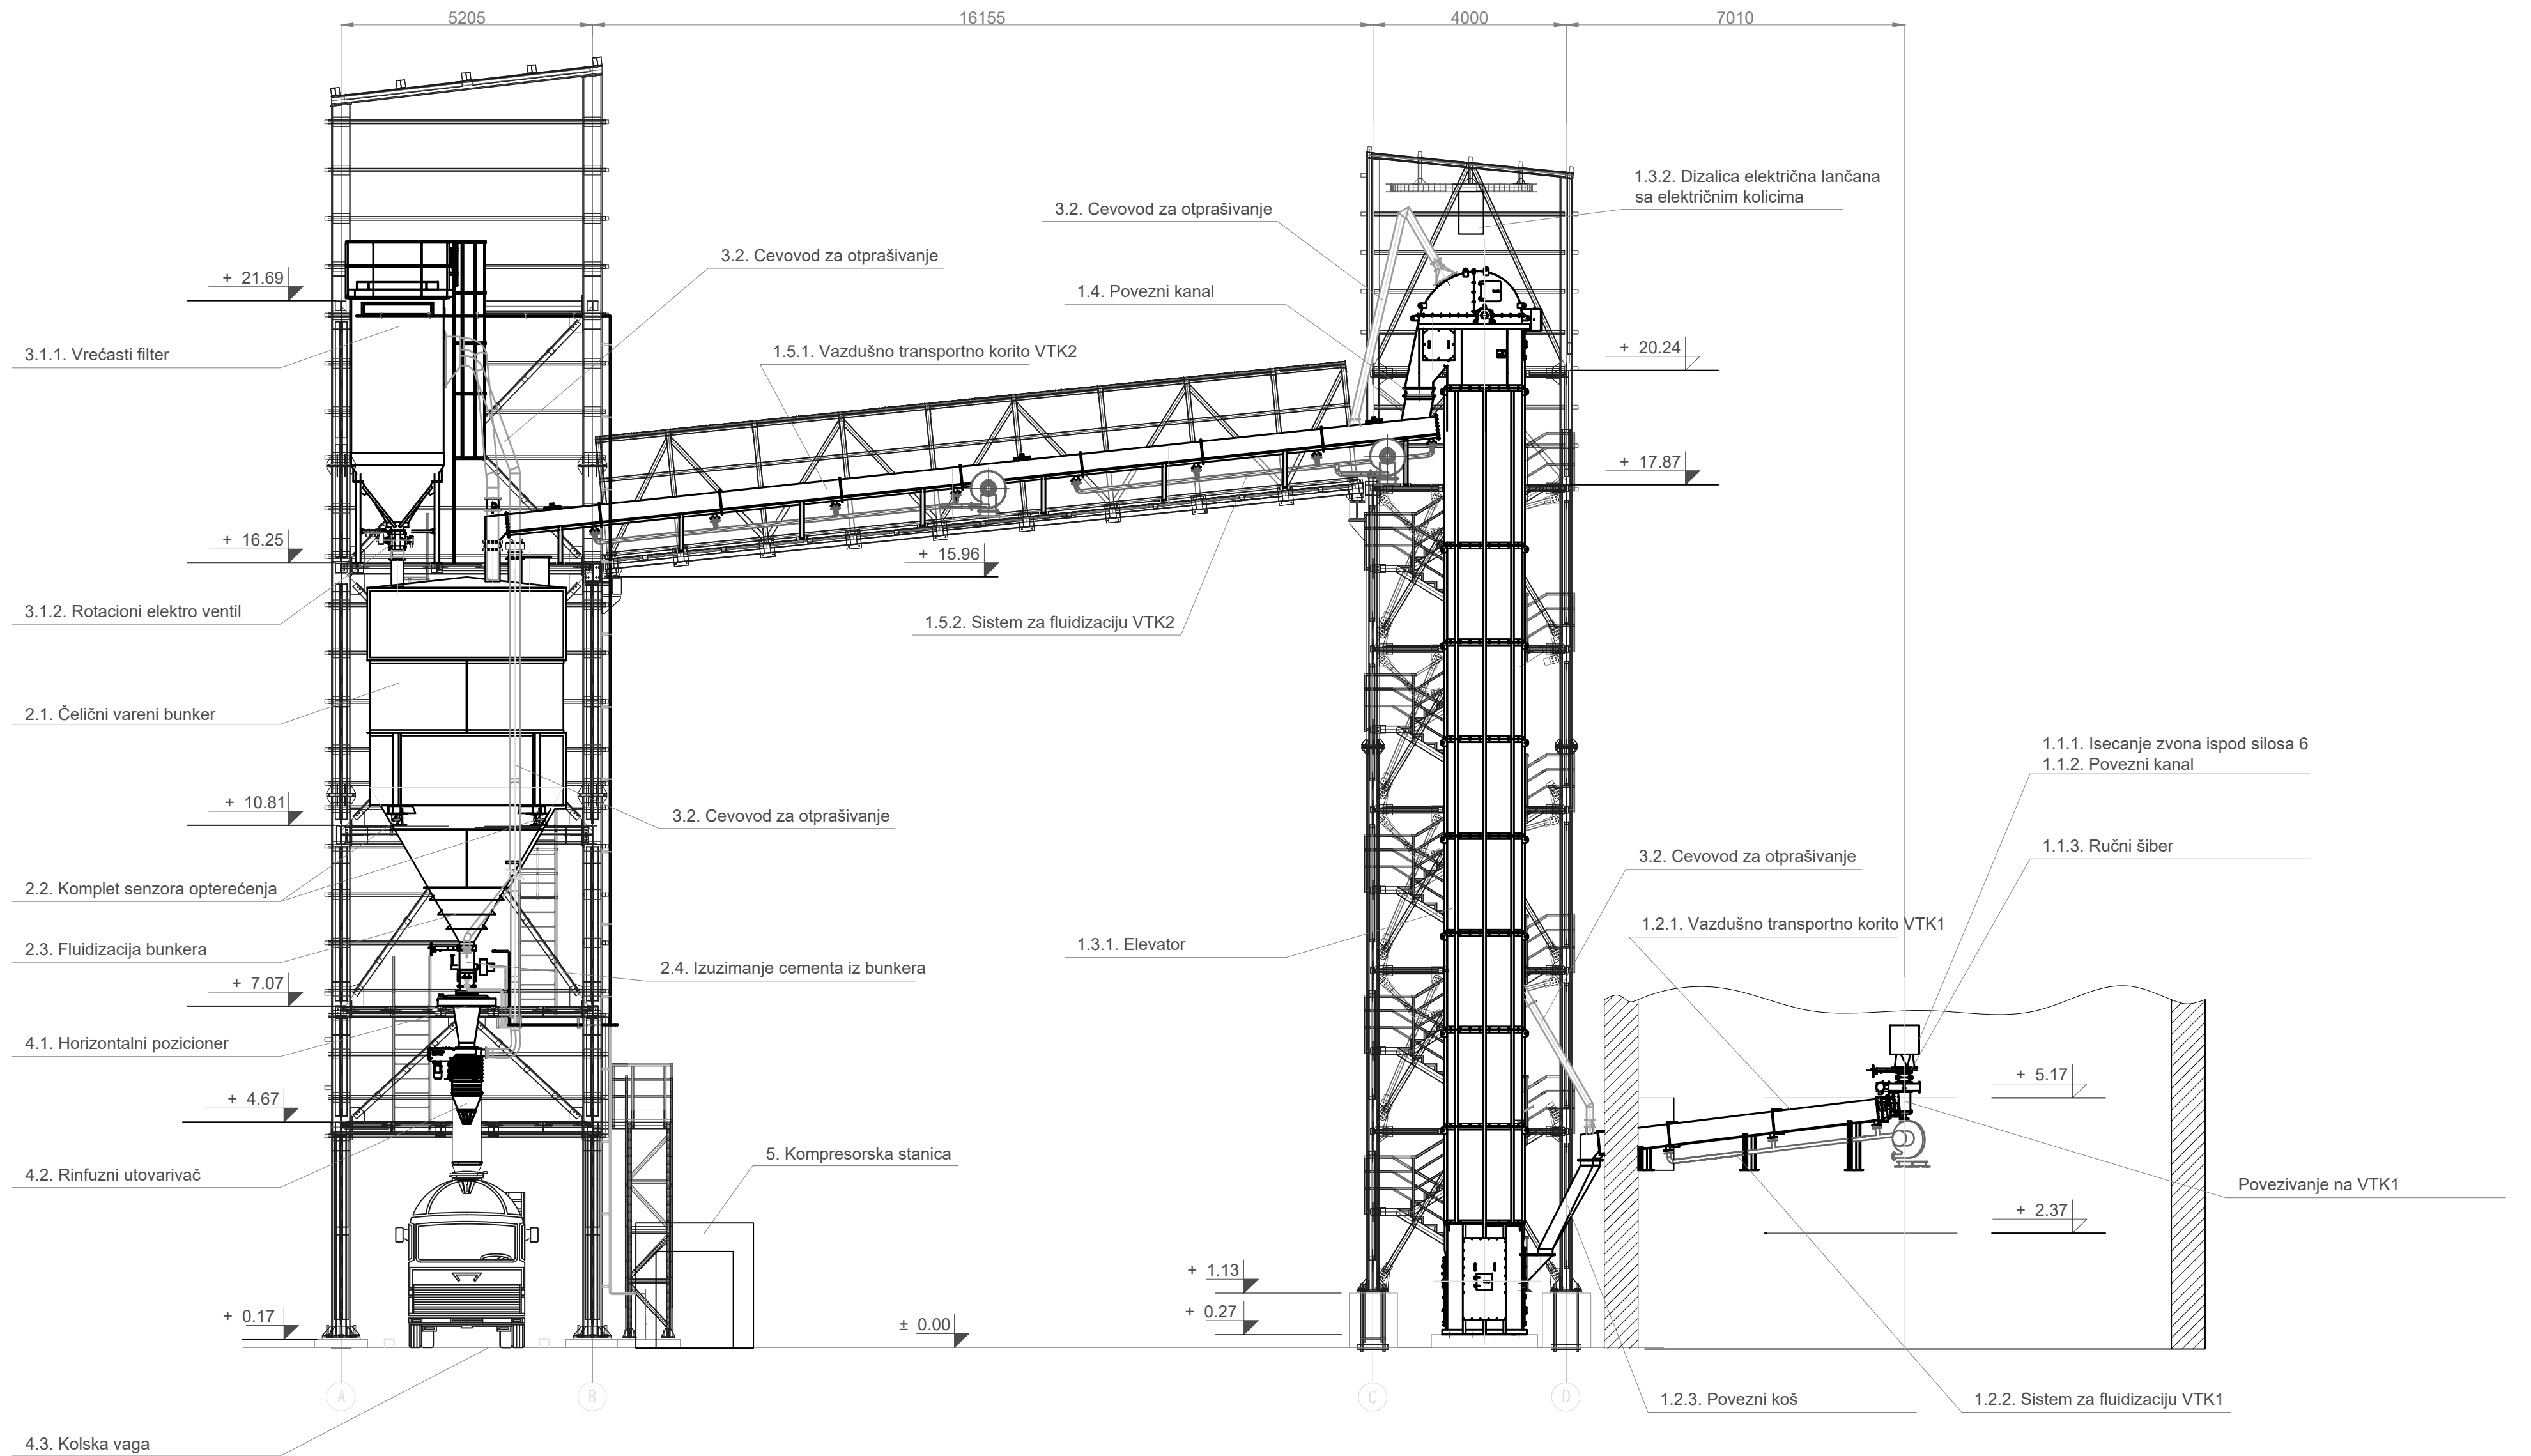 5205
16155
4000
7010
1.3.2. Dizalica električna lančana
sa električnim kolicima
3.2. Cevovod za otprašivanje
3.2. Cevovod za otprašivanje
+ 21.69
1.4. Povezni kanal
3.1.1. Vrećasti filter
1.5.1. Vazdušno transportno korito VTK2
+ 20.24
+ 17.87
+ 16.25
+ 15.96
3.1.2. Rotacioni elektro ventil
1.5.2. Sistem za fluidizaciju VTK2
2.1. Čelični vareni bunker
1.1.1. Isecanje zvona ispod silosa 6
1.1.2. Povezni kanal
+ 10.81
3.2. Cevovod za otprašivanje
1.1.3. Ručni šiber
3.2. Cevovod za otprašivanje
2.2. Komplet senzora opterećenja
1.2.1. Vazdušno transportno korito VTK1
2.3. Fluidizacija bunkera
1.3.1. Elevator
2.4. Izuzimanje cementa iz bunkera
+ 7.07
4.1. Horizontalni pozicioner
+ 5.17
+ 4.67
5. Kompresorska stanica
4.2. Rinfuzni utovarivač
Povezivanje na VTK1
+ 2.37
+ 1.13
+ 0.27
+ 0.17
± 0.00
A
B
C
D
1.2.3. Povezni koš
1.2.2. Sistem za fluidizaciju VTK1
4.3. Kolska vaga